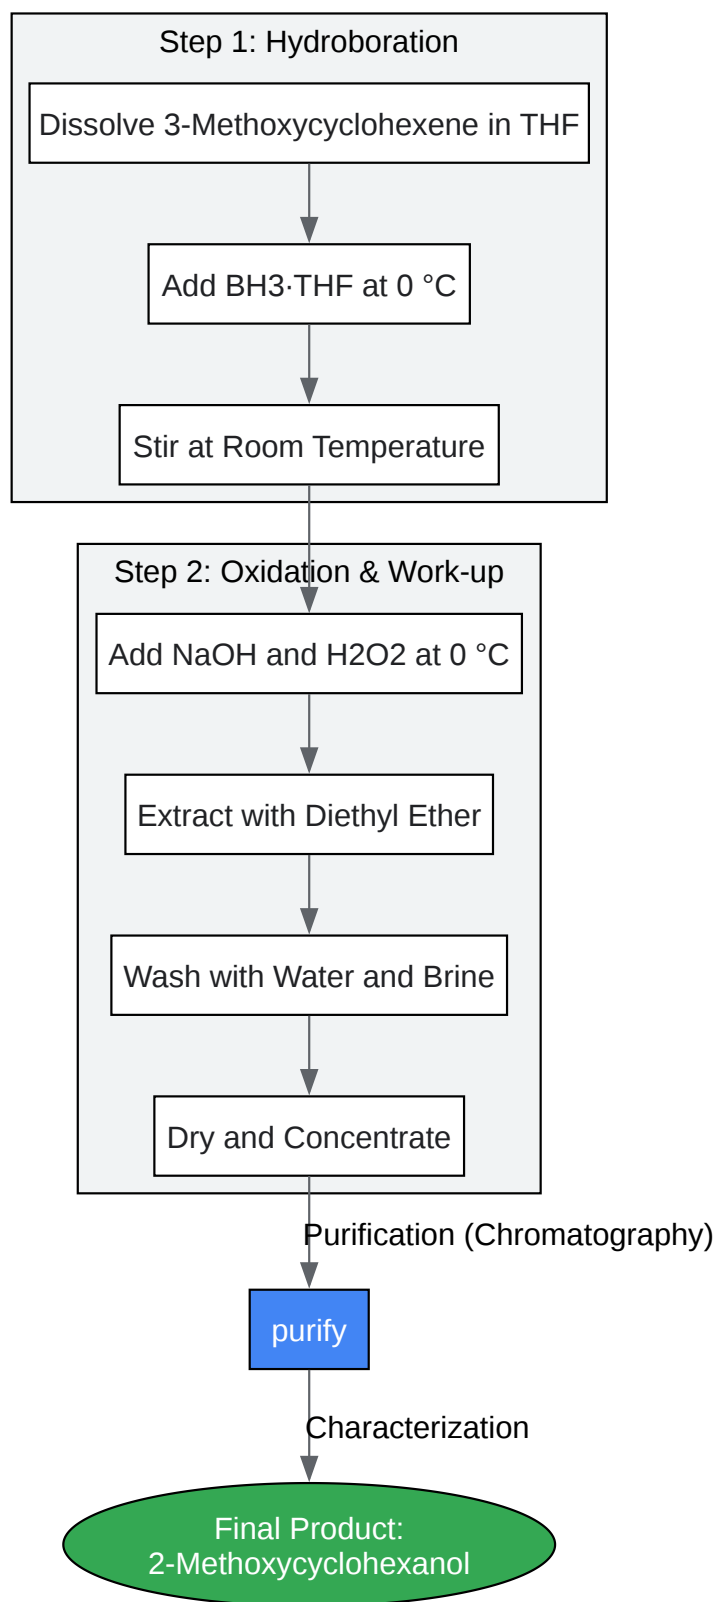 Step 1: Hydroboration
Dissolve 3-Methoxycyclohexene in THF
Add BH3·THF at 0 °C
Stir at Room Temperature
Step 2: Oxidation & Work-up
Add NaOH and H2O2 at 0 °C
Extract with Diethyl Ether
Wash with Water and Brine
Dry and Concentrate
Purification (Chromatography)
purify
Characterization
Final Product:
2-Methoxycyclohexanol